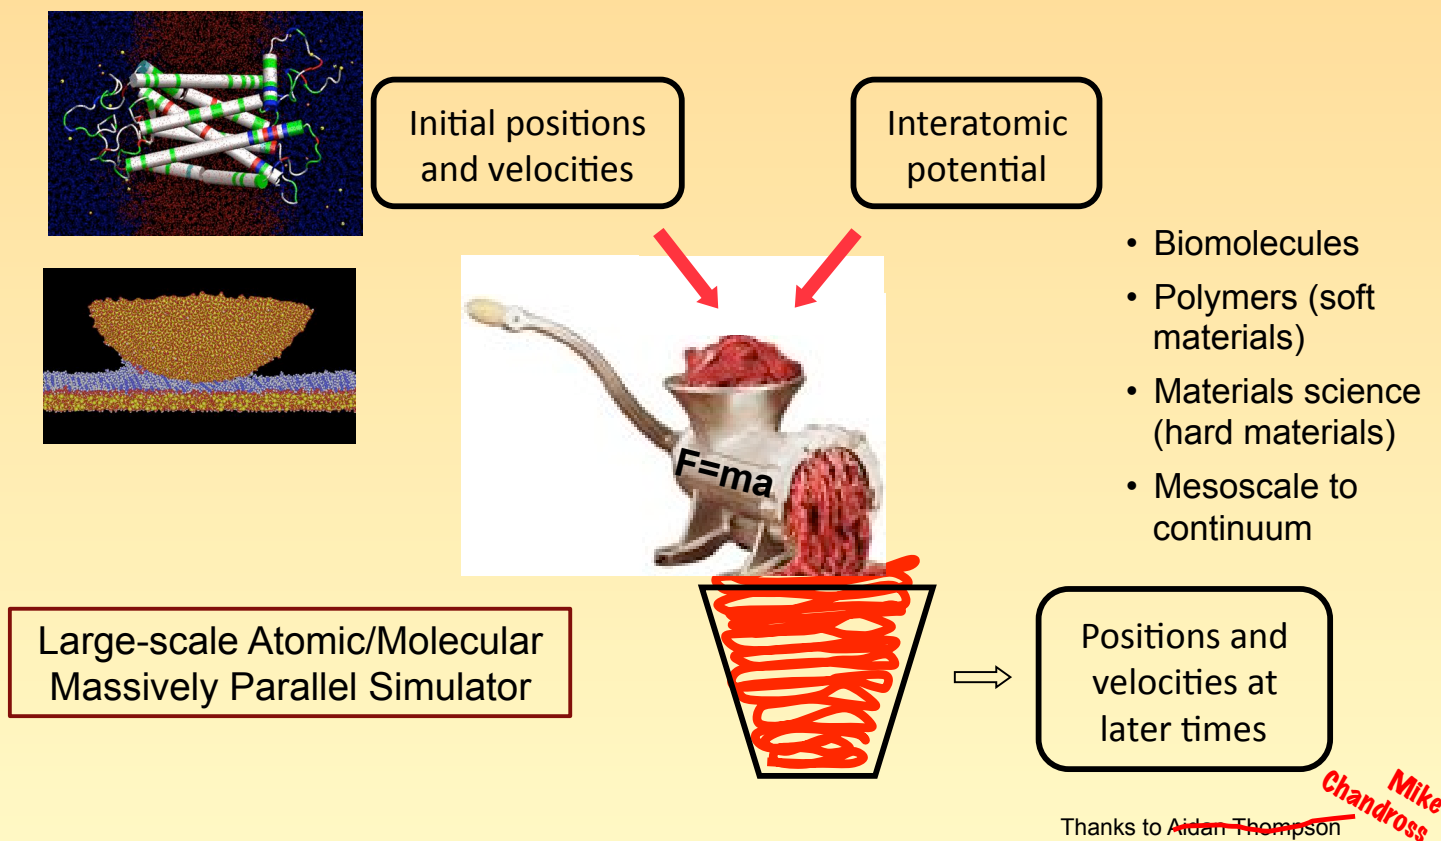 Initial positions
and velocities
Interatomic
potential
• Biomolecules
• Polymers (soft
materials)
• Materials science
(hard materials)
• Mesoscale to
continuum
F=ma
Large-scale Atomic/Molecular
Massively Parallel Simulator
Positions and
velocities at
later times
Thanks to Aidan Thompson
Mike
Chandross